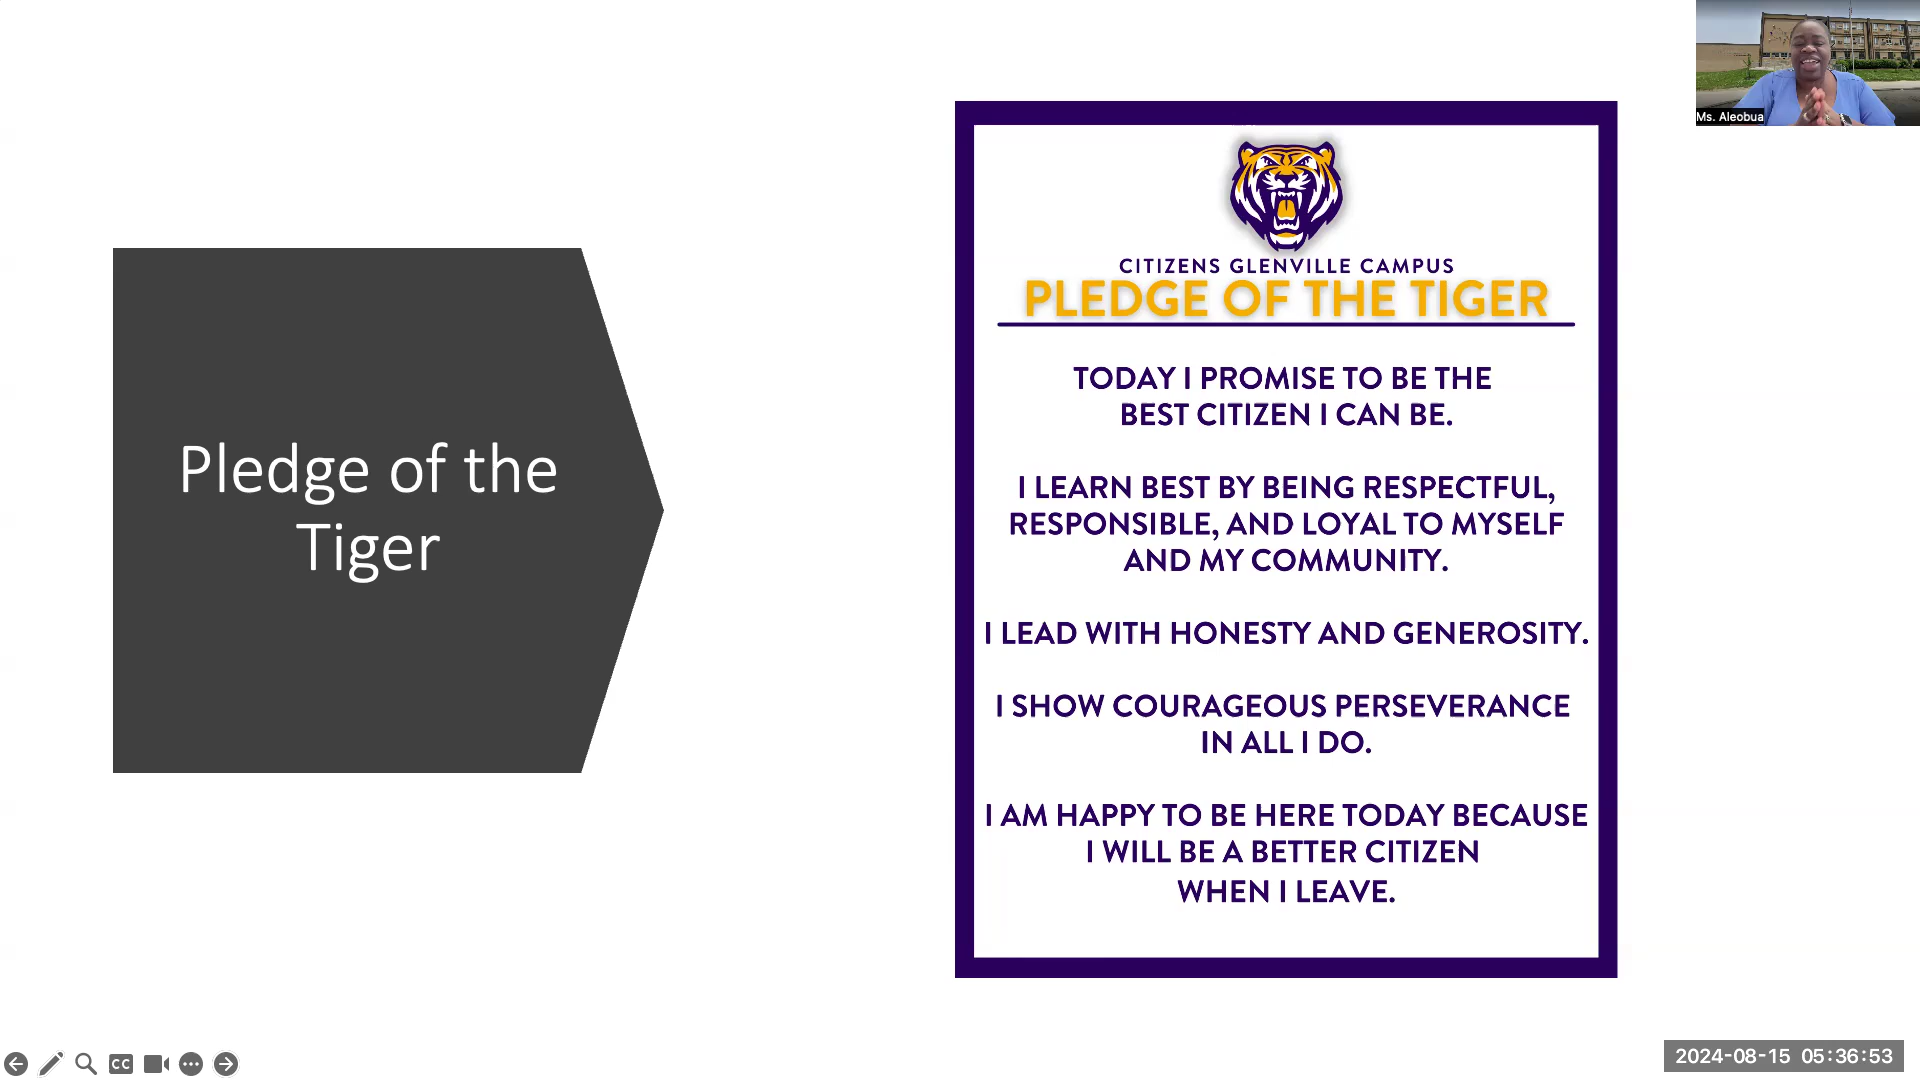 Pledge of the
Tiger
CITIZENS GLENVILLE CAMPUS
PLEDGE OF THE TIGER
TODAY I PROMISE TO BE THE
BEST CITIZEN I CAN BE.
I LEARN BEST BY BEING RESPECTFUL,
RESPONSIBLE, AND LOYAL TO MYSELF
AND MY COMMUNITY.
I LEAD WITH HONESTY AND GENEROSITY.
I SHOW COURAGEOUS PERSEVERANCE
IN ALL I DO.
I AM HAPPY TO BE HERE TODAY BECAUSE
I WILL BE A BETTER CITIZEN
WHEN I LEAVE.
Ms. Aleobua
CC
2024-08-15 05:36:53